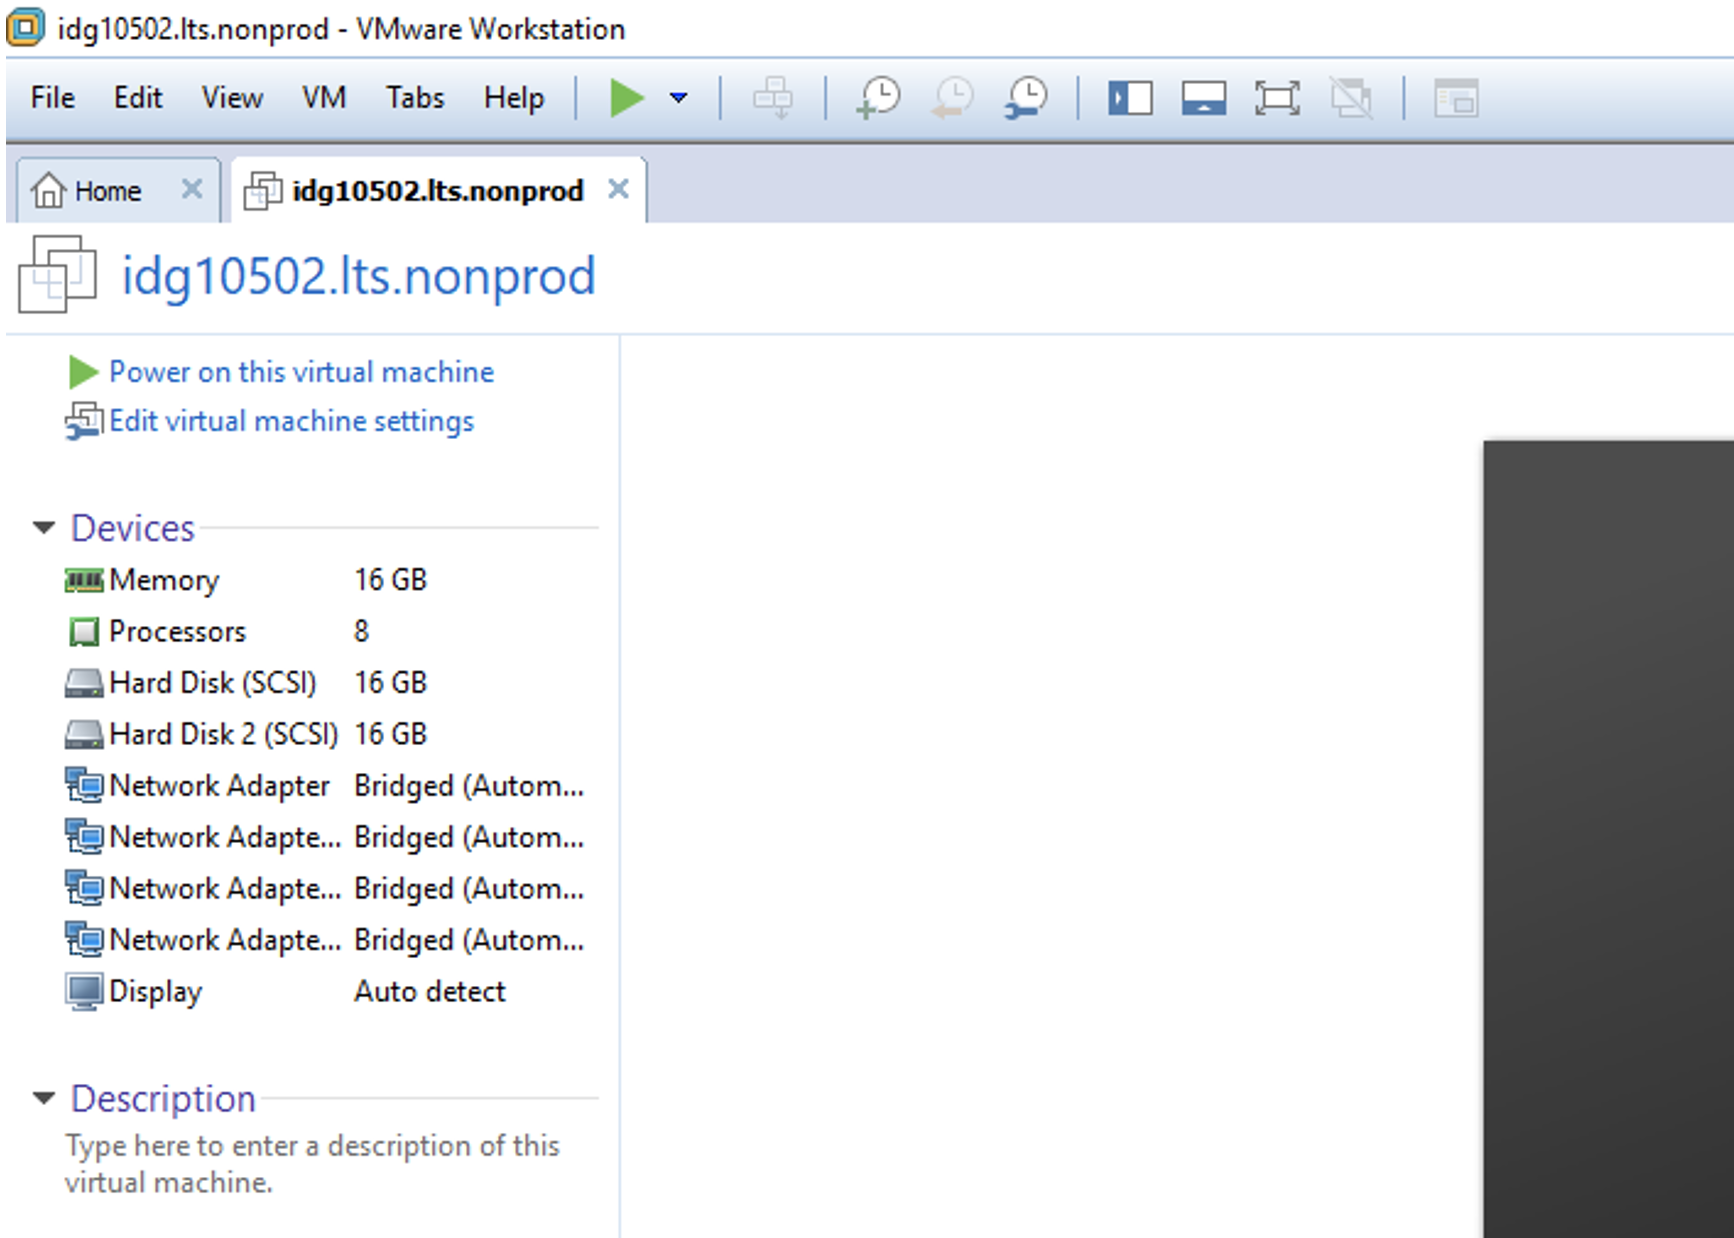 idg10502.lts.nonprod - VMware Workstation
File Edit View VM Tabs Help
Home idg10502.lts.nonprod
idg10502.lts.nonprod
Power on this virtual machine
Edit virtual machine settings
Devices
Memory 16 GB
Processors 8
Hard Disk (SCSI) 16 GB
Hard Disk 2 (SCSI) 16 GB
Network Adapter Bridged (Autom...
Network Adapte... Bridged (Autom...
Network Adapte... Bridged (Autom...
Network Adapte... Bridged (Autom...
Display Auto detect
Description
Type here to enter a description of this
virtual machine.